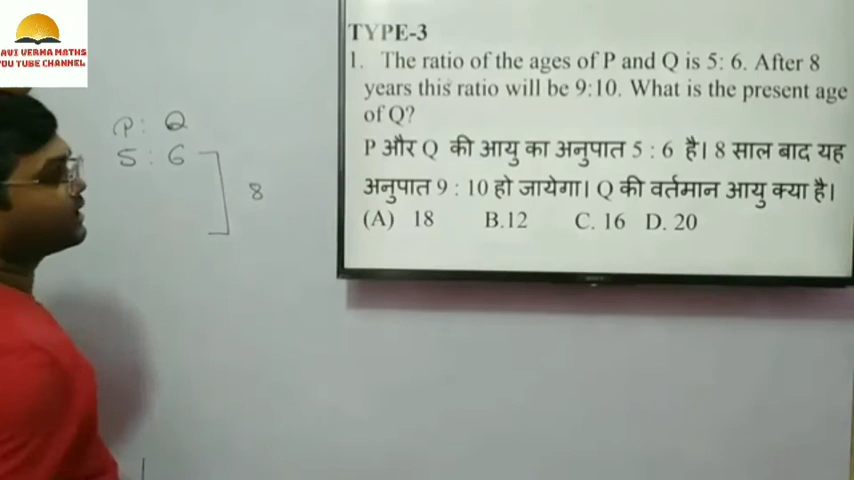 AVI VERMA MATHS
YOU TUBE CHANNEL
P : Q
5 : 6
8
TYPE-3
1. The ratio of the ages of P and Q is 5: 6. After 8
years this ratio will be 9:10. What is the present age
of Q?
P और Q की आयु का अनुपात 5 : 6 है। 8 साल बाद यह
अनुपात 9 : 10 हो जायेगा। Q की वर्तमान आयु क्या है।
(A) 18 B.12 C. 16 D. 20